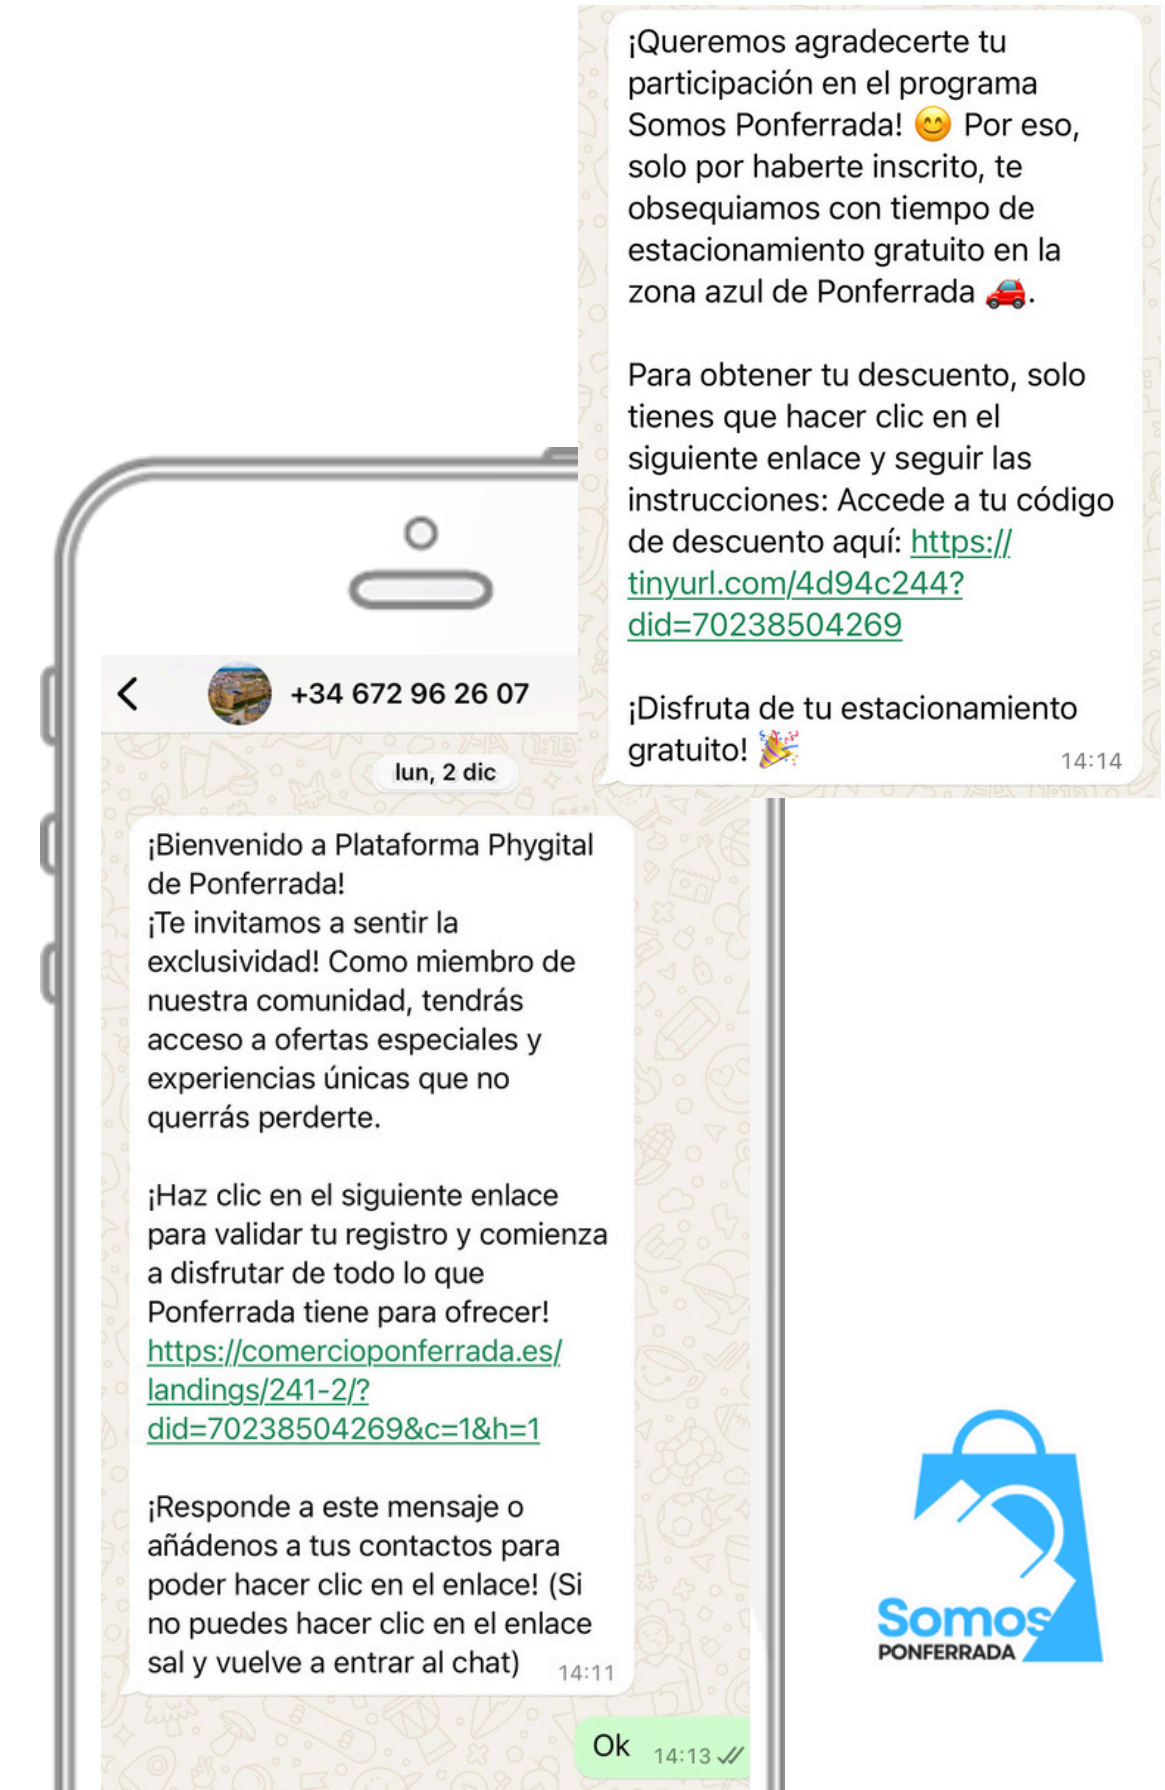 ¡Queremos agradecerte tu
participación en el programa
Somos Ponferrada! 😊 Por eso,
solo por haberte inscrito, te
obsequiamos con tiempo de
estacionamiento gratuito en la
zona azul de Ponferrada 🚗.
Para obtener tu descuento, solo
tienes que hacer clic en el
siguiente enlace y seguir las
instrucciones: Accede a tu código
de descuento aquí: https://
tinyurl.com/4d94c244?
did=70238504269
¡Disfruta de tu estacionamiento
gratuito! 🎉 14:14
+34 672 96 26 07
lun, 2 dic
¡Bienvenido a Plataforma Phygital
de Ponferrada!
¡Te invitamos a sentir la
exclusividad! Como miembro de
nuestra comunidad, tendrás
acceso a ofertas especiales y
experiencias únicas que no
querrás perderte.
¡Haz clic en el siguiente enlace
para validar tu registro y comienza
a disfrutar de todo lo que
Ponferrada tiene para ofrecer!
https://comercioponferrada.es/
landings/241-2/?
did=70238504269&c=1&h=1
¡Responde a este mensaje o
añádenos a tus contactos para
poder hacer clic en el enlace! (Si
no puedes hacer clic en el enlace
sal y vuelve a entrar al chat) 14:11
Ok 14:13
Somos
PONFERRADA